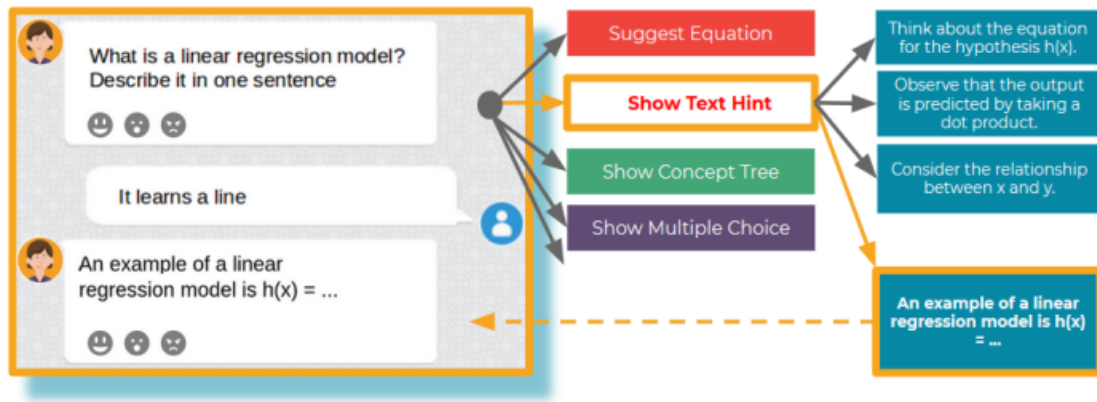 What is a linear regression model?
Describe it in one sentence
It learns a line
An example of a linear
regression model is h(x) = ...
Suggest Equation
Show Text Hint
Show Concept Tree
Show Multiple Choice
Think about the equation
for the hypothesis h(x).
Observe that the output
is predicted by taking a
dot product.
Consider the relationship
between x and y.
An example of a linear
regression model is h(x)
= ...